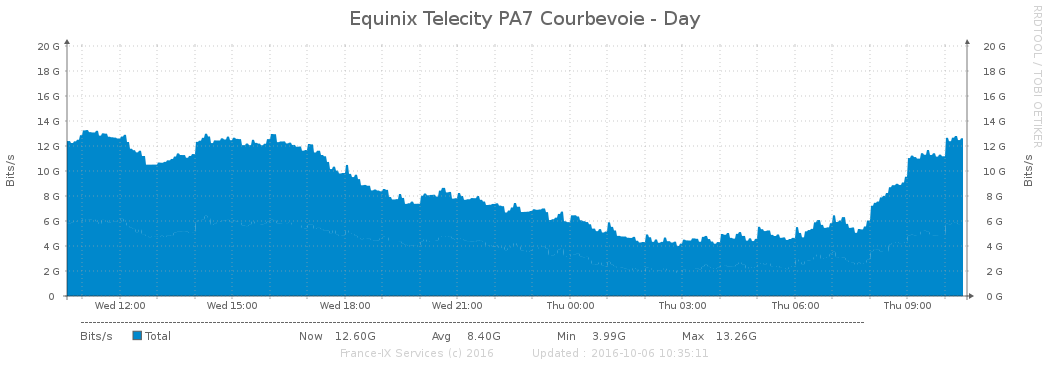 Equinix Telecity PA7 Courbevoie - Day
RRDTOOL / TOBI OETIKER
20 G 20 G
18 G 18 G
16 G 16 G
14 G 14 G
12 G 12 G
10 G 10 G
8 G 8 G
6 G 6 G
4 G 4 G
2 G 2 G
0 0 G
Bits/s
Bits/s
Wed 12:00 Wed 15:00 Wed 18:00 Wed 21:00 Thu 00:00 Thu 03:00 Thu 06:00 Thu 09:00
Bits/s Total Now 12.60G Avg 8.40G Min 3.99G Max 13.26G
France-IX Services (c) 2016 Updated : 2016-10-06 10:35:11